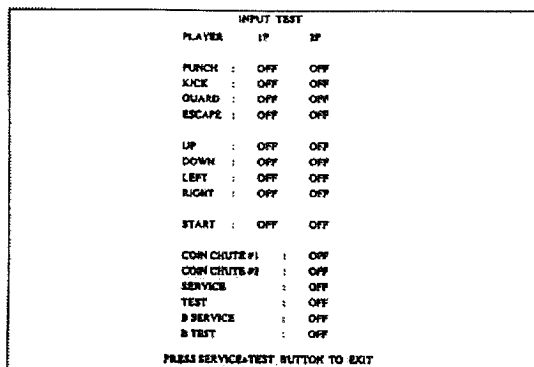 INPUT TEST
PLAYER 1P 2P
PUNCH : OFF OFF
KICK : OFF OFF
GUARD : OFF OFF
ESCAPE : OFF OFF
UP : OFF OFF
DOWN : OFF OFF
LEFT : OFF OFF
RIGHT : OFF OFF
START : OFF OFF
COIN CHUTE #1 : OFF
COIN CHUTE #2 : OFF
SERVICE : OFF
TEST : OFF
B SERVICE : OFF
B TEST : OFF
PRESS SERVICE+TEST BUTTON TO EXIT